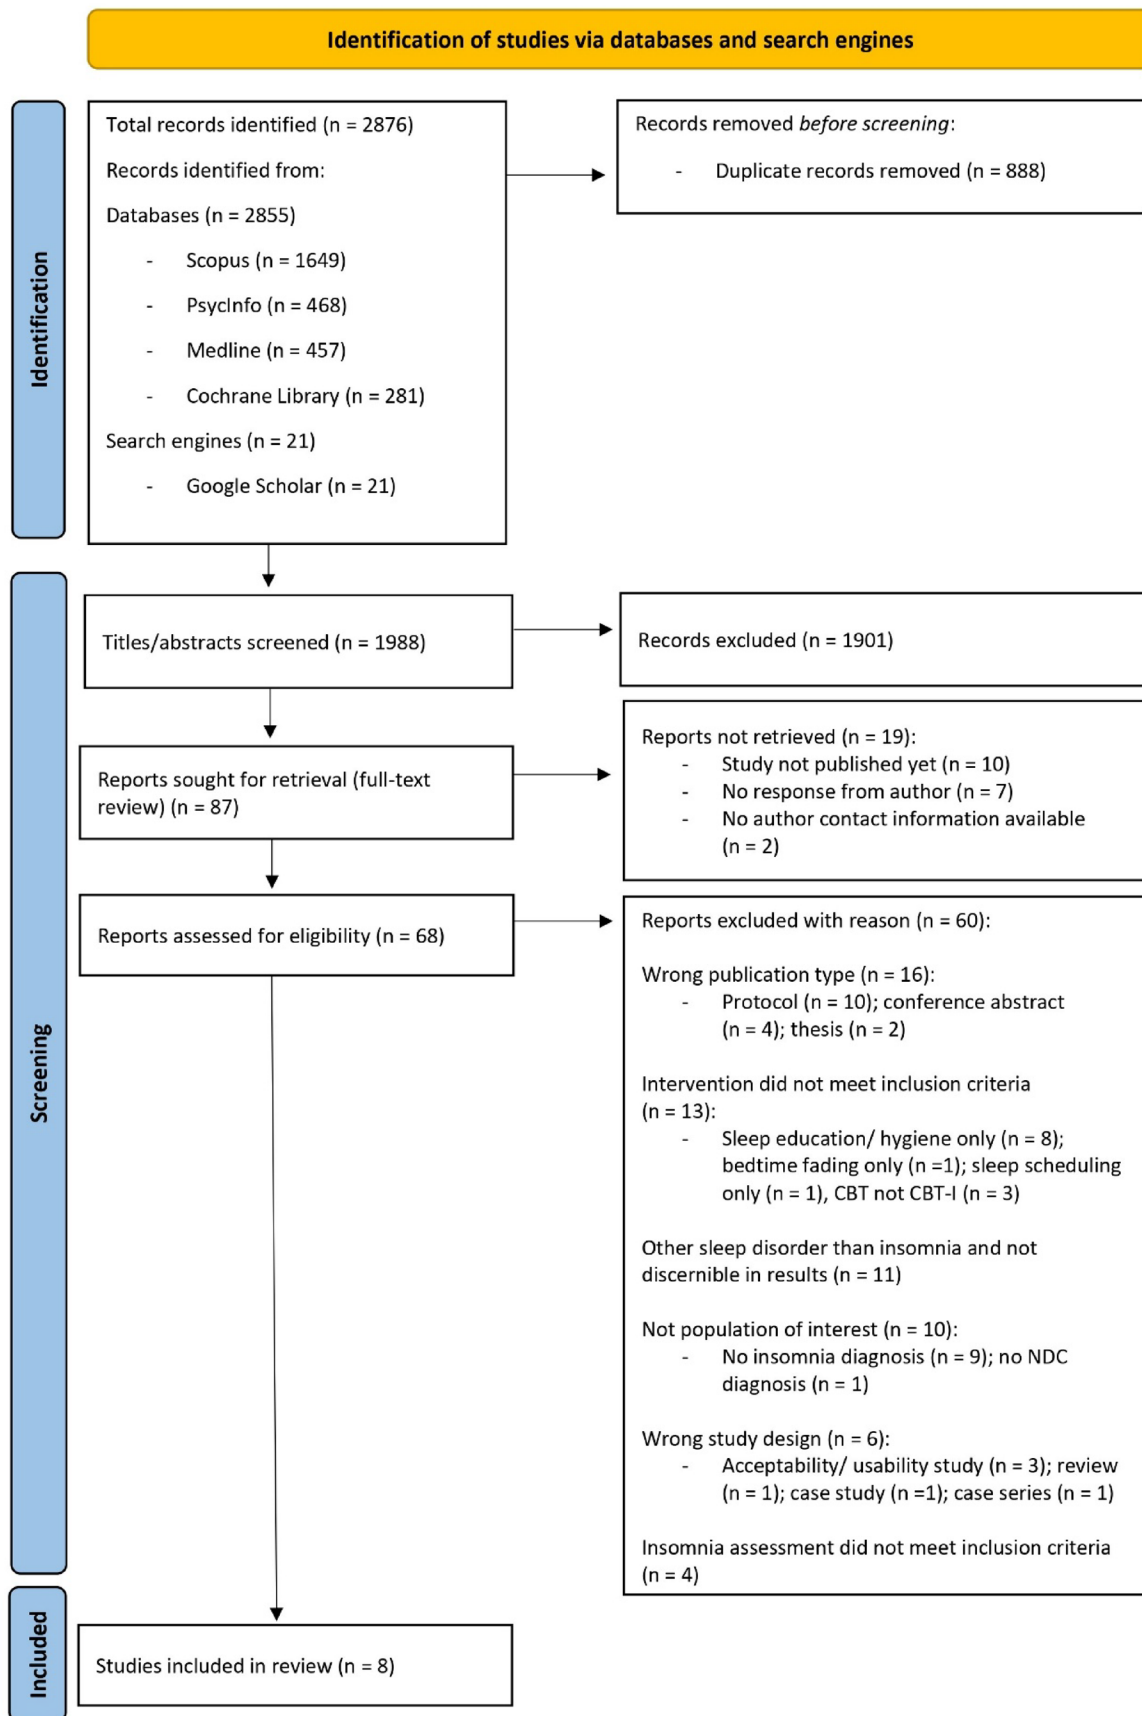 Identification of studies via databases and search engines
Identification
Total records identified (n = 2876)
Records identified from:
Databases (n = 2855)
- Scopus (n = 1649)
- PsycInfo (n = 468)
- Medline (n = 457)
- Cochrane Library (n = 281)
Search engines (n = 21)
- Google Scholar (n = 21)
Records removed before screening:
- Duplicate records removed (n = 888)
Screening
Titles/abstracts screened (n = 1988)
Records excluded (n = 1901)
Reports sought for retrieval (full-text
review) (n = 87)
Reports not retrieved (n = 19):
- Study not published yet (n = 10)
- No response from author (n = 7)
- No author contact information available
(n = 2)
Reports assessed for eligibility (n = 68)
Reports excluded with reason (n = 60):
Wrong publication type (n = 16):
- Protocol (n = 10); conference abstract
(n = 4); thesis (n = 2)
Intervention did not meet inclusion criteria
(n = 13):
- Sleep education/ hygiene only (n = 8);
bedtime fading only (n =1); sleep scheduling
only (n = 1), CBT not CBT-I (n = 3)
Other sleep disorder than insomnia and not
discernible in results (n = 11)
Not population of interest (n = 10):
- No insomnia diagnosis (n = 9); no NDC
diagnosis (n = 1)
Wrong study design (n = 6):
- Acceptability/ usability study (n = 3); review
(n = 1); case study (n =1); case series (n = 1)
Insomnia assessment did not meet inclusion criteria
(n = 4)
Included
Studies included in review (n = 8)